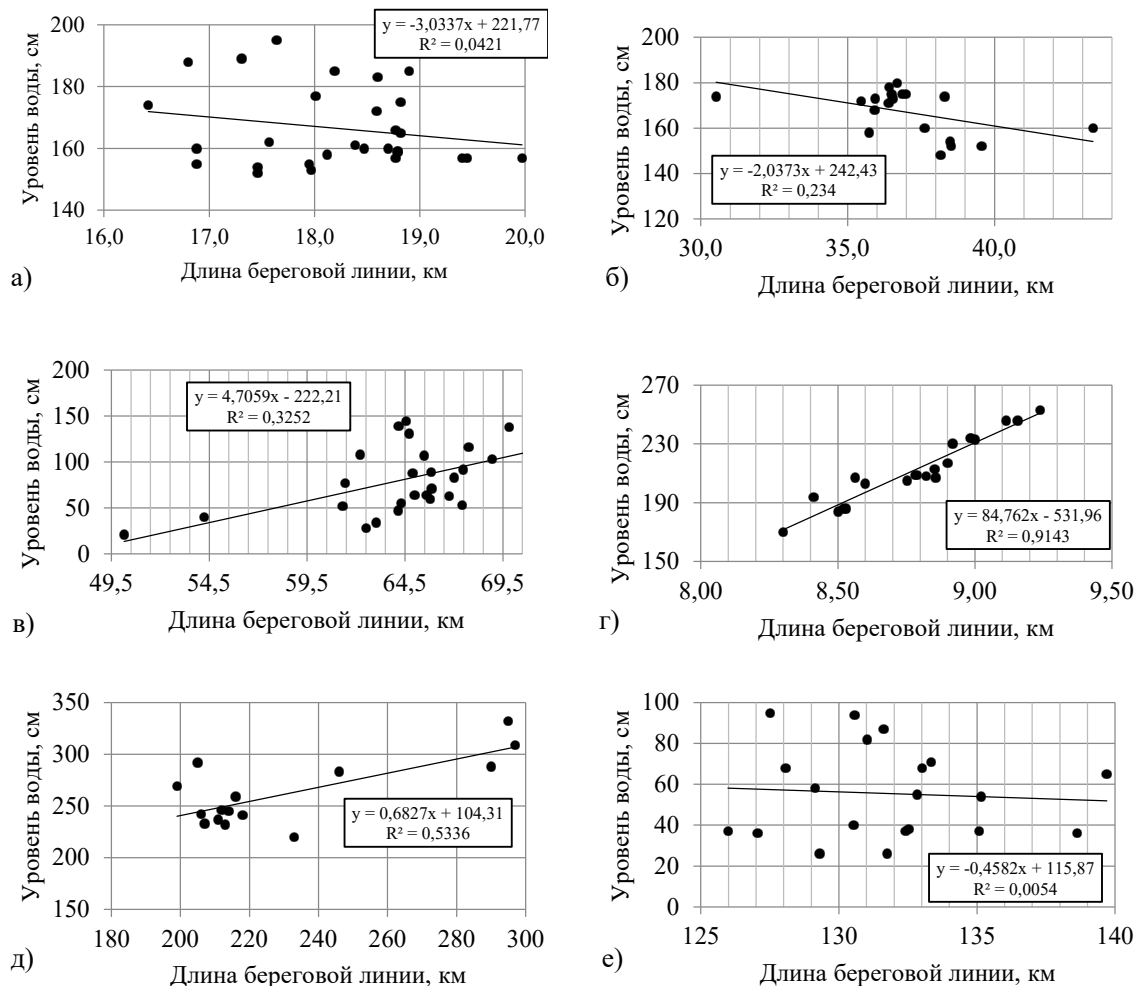 y = -3,0337x + 221,77
R² = 0,0421
Уровень воды, см
200
180
160
140
16,0 17,0 18,0 19,0 20,0
Длина береговой линии, км
а)
y = -2,0373x + 242,43
R² = 0,234
Уровень воды, см
200
180
160
140
120
30,0 35,0 40,0
Длина береговой линии, км
б)
y = 4,7059x - 222,21
R² = 0,3252
Уровень воды, см
200
150
100
50
0
49,5 54,5 59,5 64,5 69,5
Длина береговой линии, км
в)
y = 84,762x - 531,96
R² = 0,9143
Уровень воды, см
270
230
190
150
8,00 8,50 9,00 9,50
Длина береговой линии, км
г)
y = 0,6827x + 104,31
R² = 0,5336
Уровень воды, см
350
300
250
200
150
180 200 220 240 260 280 300
Длина береговой линии, км
д)
y = -0,4582x + 115,87
R² = 0,0054
Уровень воды, см
100
80
60
40
20
0
125 130 135 140
Длина береговой линии, км
е)